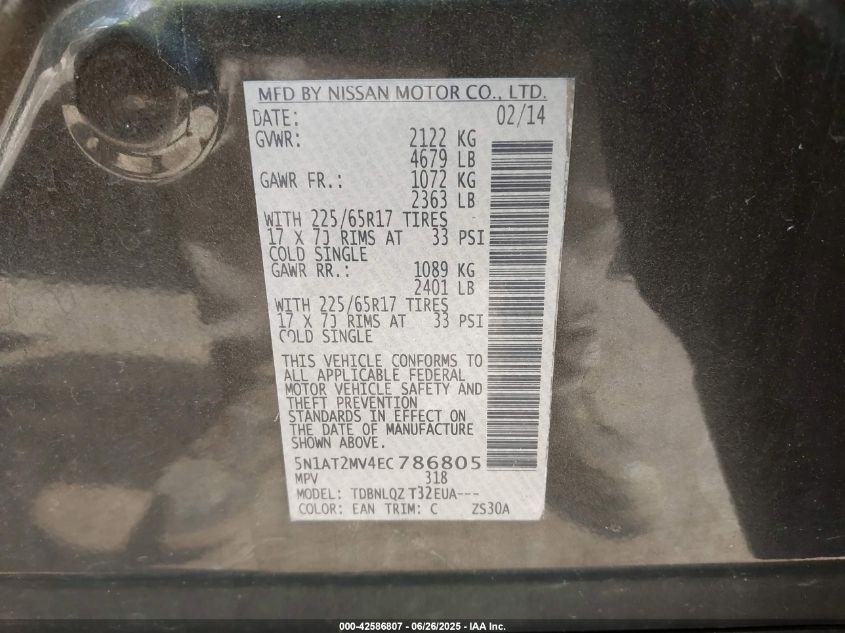 MFD BY NISSAN MOTOR CO., LTD.
DATE: 02/14
GVWR: 2122 KG
4679 LB
GAWR FR.: 1072 KG
2363 LB
WITH 225/65R17 TIRES
17 X 7J RIMS AT 33 PSI
COLD SINGLE
GAWR RR.: 1089 KG
2401 LB
WITH 225/65R17 TIRES
17 X 7J RIMS AT 33 PSI
COLD SINGLE
THIS VEHICLE CONFORMS TO
ALL APPLICABLE FEDERAL
MOTOR VEHICLE SAFETY AND
THEFT PREVENTION
STANDARDS IN EFFECT ON
THE DATE OF MANUFACTURE
SHOWN ABOVE.
5N1AT2MV4EC786805
MPV 318
MODEL: TDBNLQZ T32EUA---
COLOR: EAN TRIM: C ZS30A
000-42586807 - 06/26/2025 - IAA Inc.